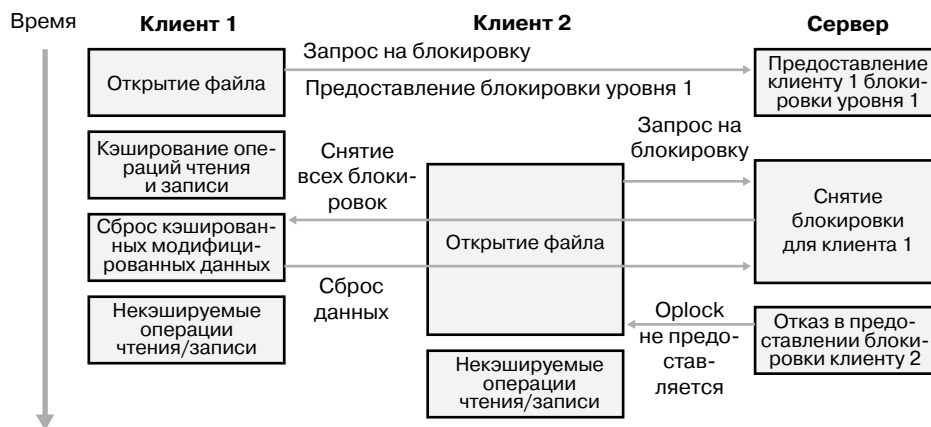 Время
Клиент 1
Клиент 2
Сервер
Открытие файла
Запрос на блокировку
Предоставление блокировки уровня 1
Предоставление
клиенту 1 блоки-
ровки уровня 1
Запрос на
блокировку
Кэширование опе-
раций чтения
и записи
Снятие
всех блоки-
ровок
Открытие файла
Снятие
блокировки
для клиента 1
Сброс кэширован-
ных модифици-
рованных данных
Сброс
данных
Некэшируемые
операции
чтения/записи
Oplock
не предо-
став-
ляется
Отказ в предо-
ставлении блоки-
ровки клиенту 2
Некэшируемые
операции
чтения/записи